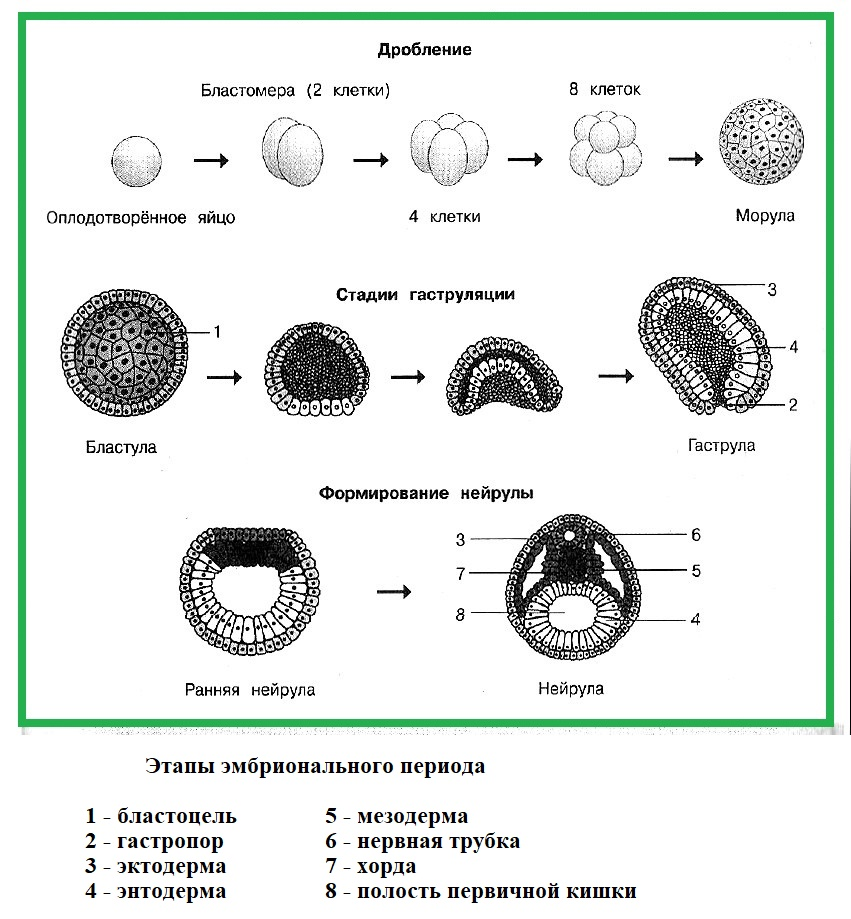 Дробление
Бластомера (2 клетки)
8 клеток
Оплодотворённое яйцо
4 клетки
Морула
Стадии гаструляции
3
1
4
2
Бластула
Гаструла
Формирование нейрулы
3
6
7
5
8
4
Ранняя нейрула
Нейрула
Этапы эмбрионального периода
1 - бластоцель
5 - мезодерма
2 - гастропор
6 - нервная трубка
3 - эктодерма
7 - хорда
4 - энтодерма
8 - полость первичной кишки